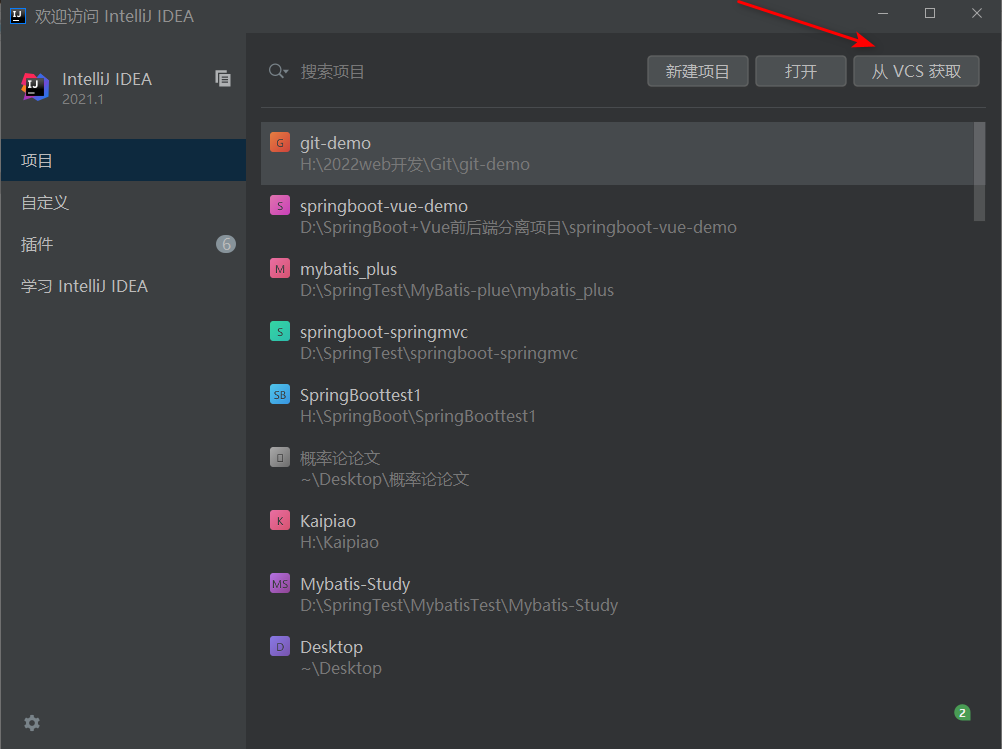 欢迎访问 IntelliJ IDEA
IntelliJ IDEA
2021.1
项目
自定义
插件
6
学习 IntelliJ IDEA
搜索项目
新建项目
打开
从 VCS 获取
G
git-demo
H:\2022web开发\Git\git-demo
S
springboot-vue-demo
D:\SpringBoot+Vue前后端分离项目\springboot-vue-demo
M
mybatis_plus
D:\SpringTest\MyBatis-plue\mybatis_plus
S
springboot-springmvc
D:\SpringTest\springboot-springmvc
SB
SpringBoottest1
H:\SpringBoot\SpringBoottest1
概率论论文
~\Desktop\概率论论文
K
Kaipiao
H:\Kaipiao
MS
Mybatis-Study
D:\SpringTest\MybatisTest\Mybatis-Study
D
Desktop
~\Desktop
2